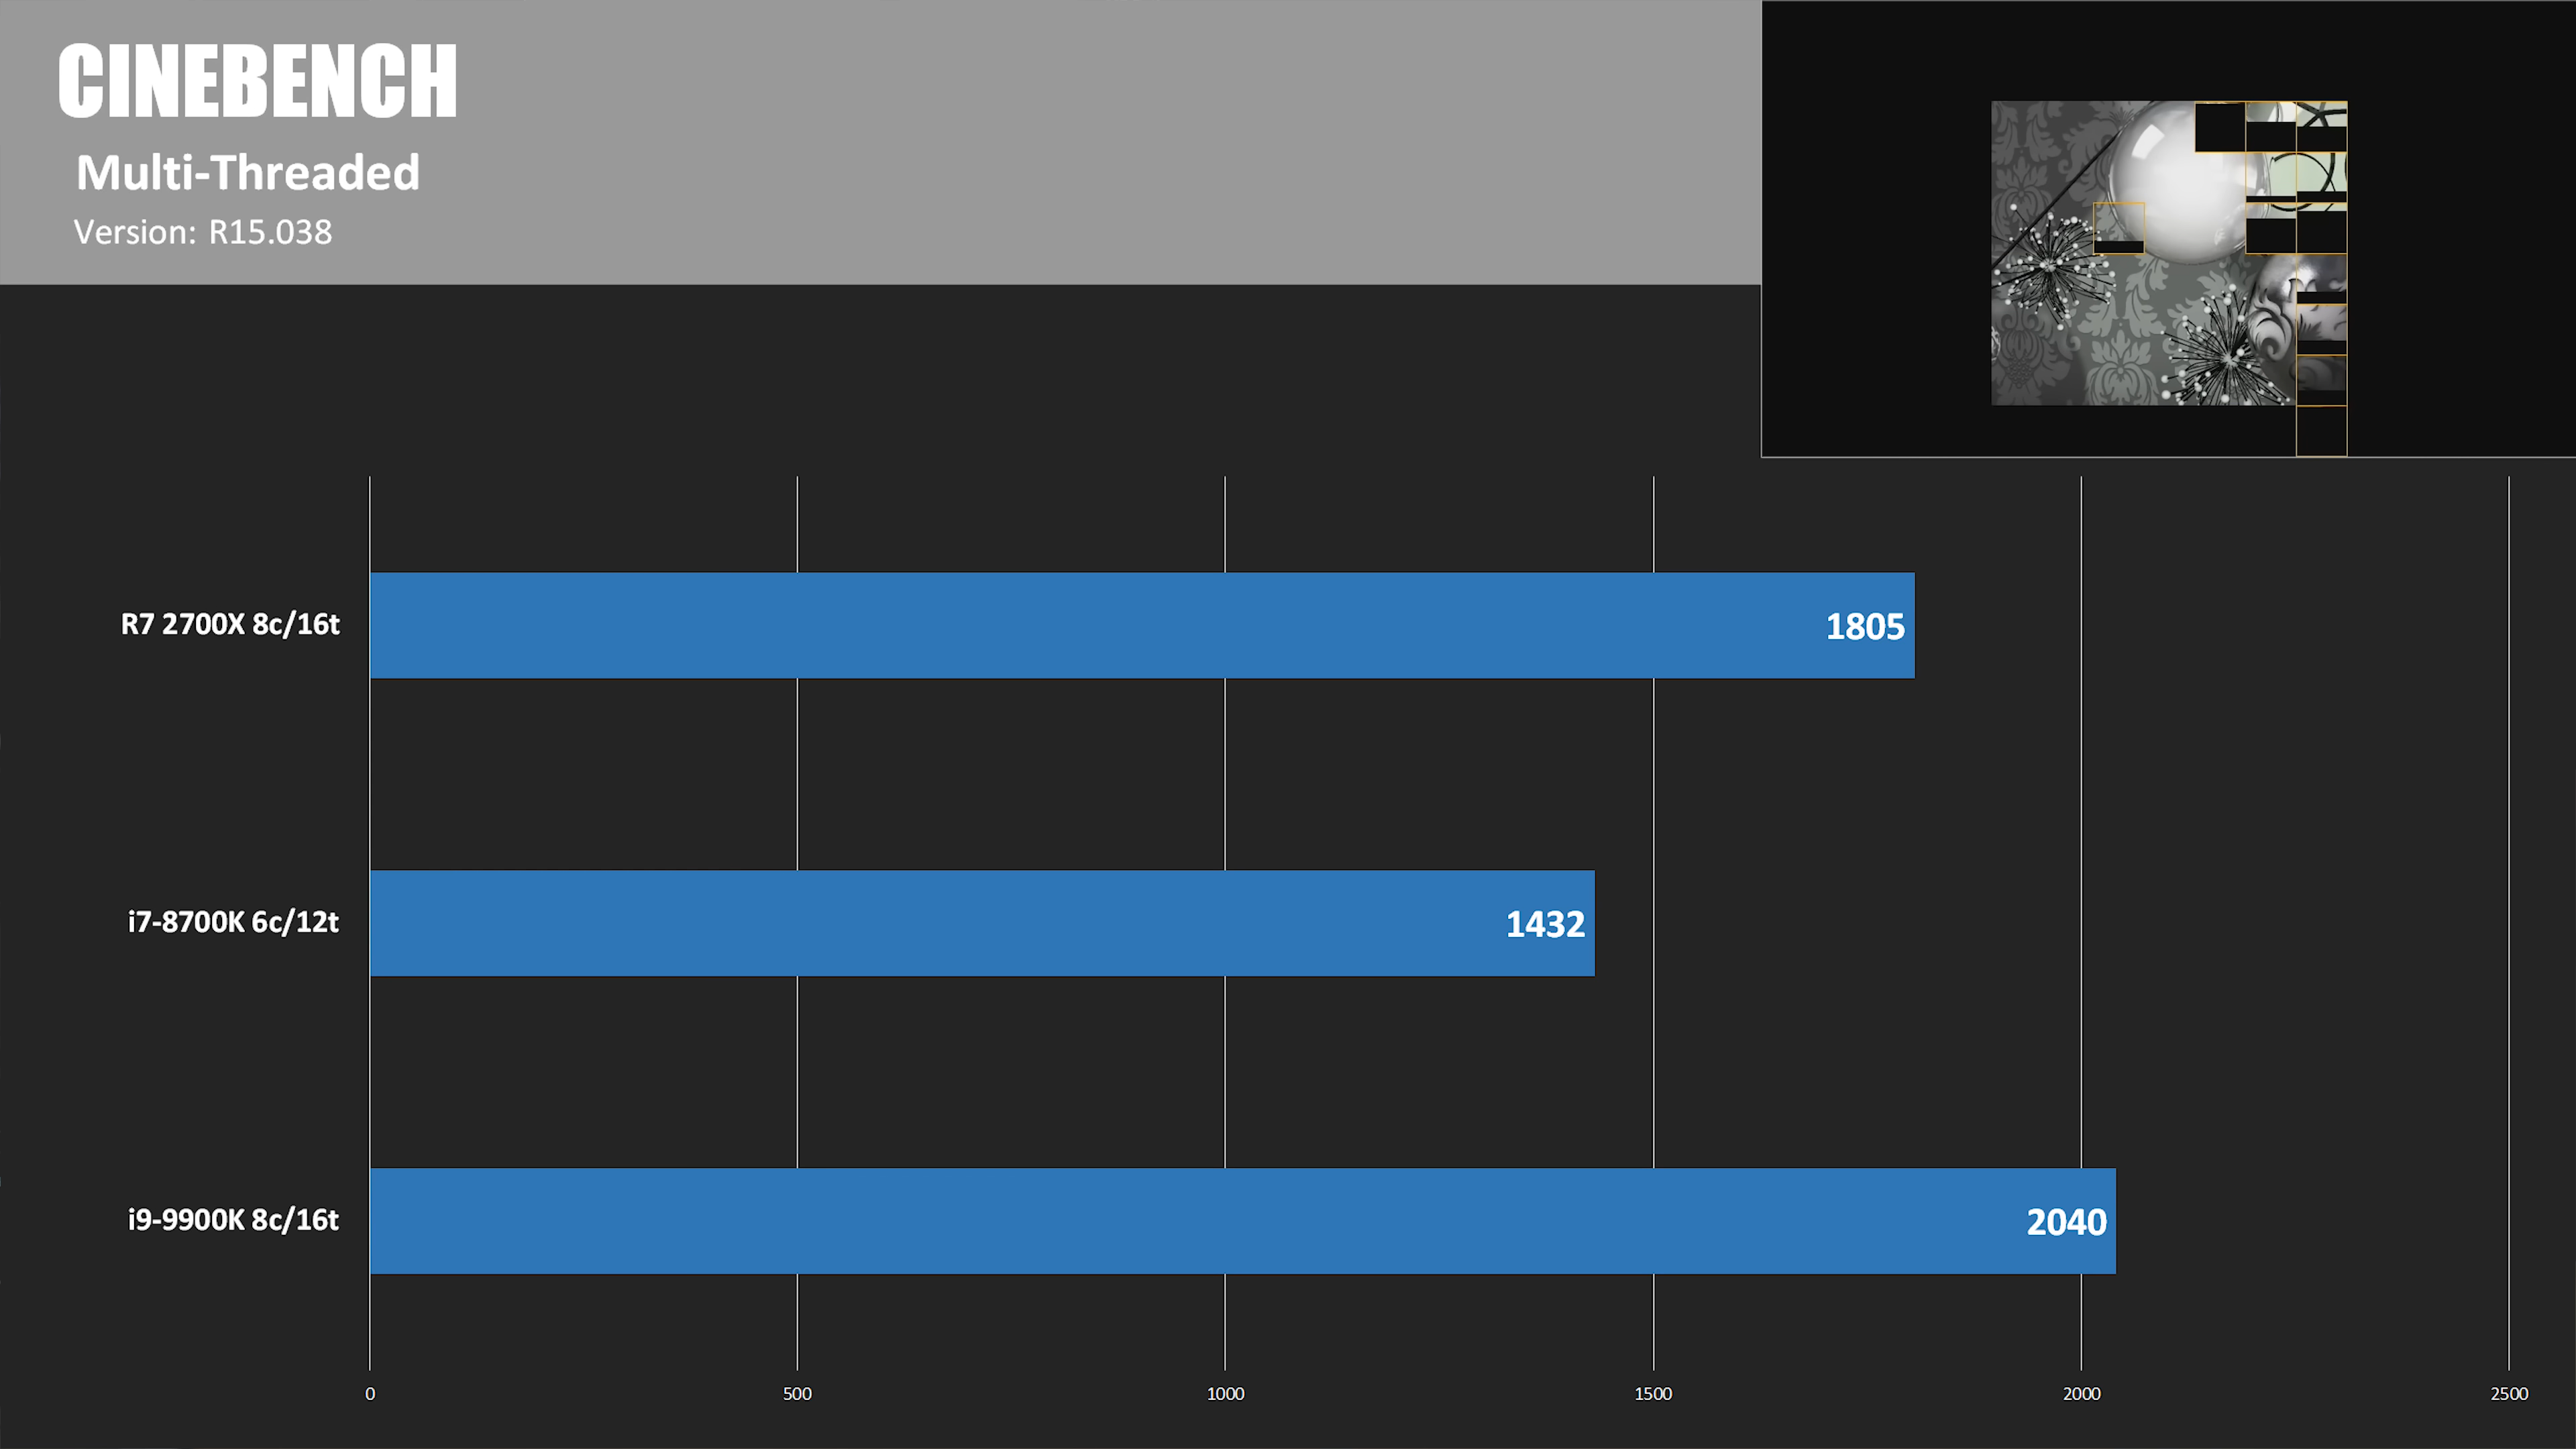 CINEBENCH
Multi-Threaded
Version: R15.038
R7 2700X 8c/16t
1805
i7-8700K 6c/12t
1432
i9-9900K 8c/16t
2040
0 500 1000 1500 2000 2500